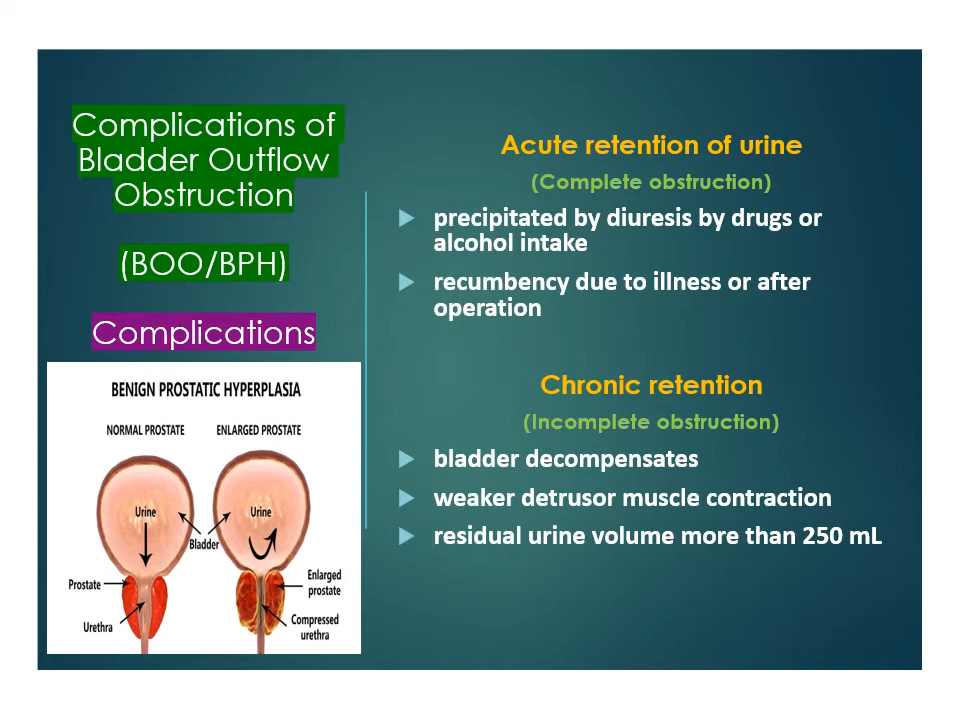 Complications of
Bladder Outflow
Obstruction
(BOO/BPH)
Complications
BENIGN PROSTATIC HYPERPLASIA
NORMAL PROSTATE
ENLARGED PROSTATE
Urine
Urine
Bladder
Prostate
Urethra
Enlarged
prostate
Compressed
urethra
Acute retention of urine
(Complete obstruction)
precipitated by diuresis by drugs or
alcohol intake
recumbency due to illness or after
operation
Chronic retention
(Incomplete obstruction)
bladder decompensates
weaker detrusor muscle contraction
residual urine volume more than 250 mL